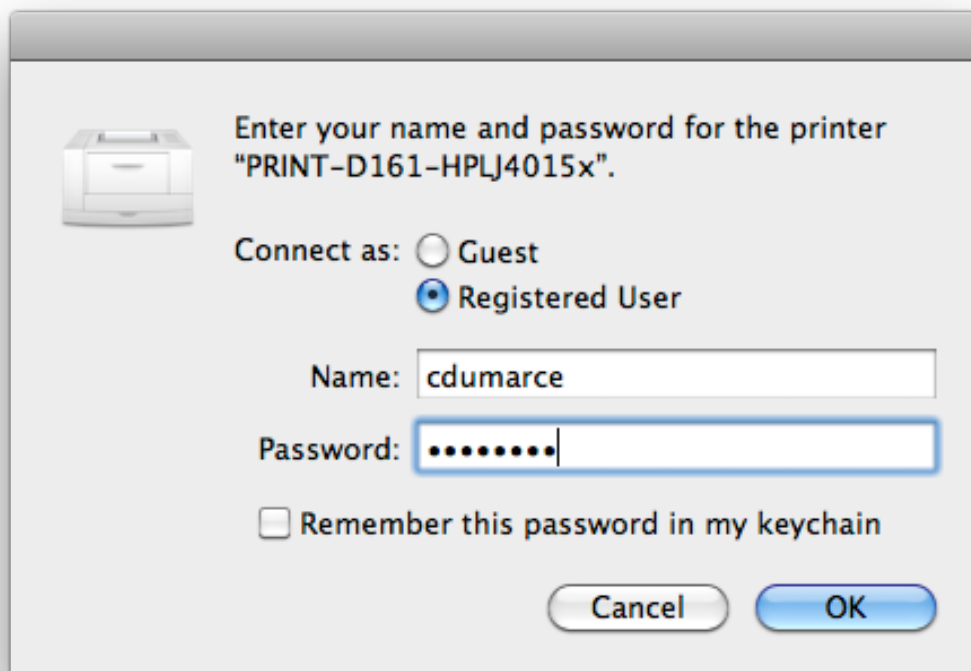 Enter your name and password for the printer
“PRINT-D161-HPLJ4015x”.
Connect as: Guest
Registered User
Name: cdumarce
Password: ••••••••
Remember this password in my keychain
Cancel OK